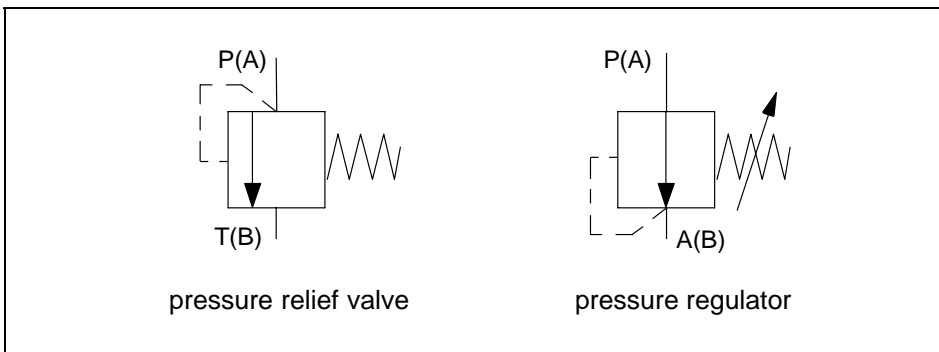 P(A)
T(B)
pressure relief valve
P(A)
A(B)
pressure regulator